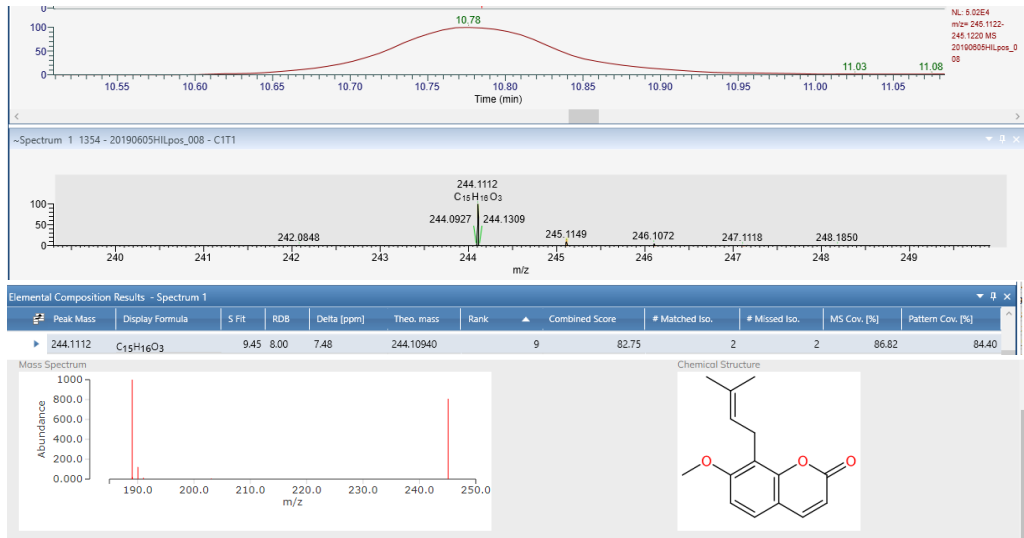 0
NL: 5.02E4
m/z= 245.1122-
245.1220 MS
20190605HILpos_0
08
10.78
100
50
0
11.03 11.08
10.55 10.60 10.65 10.70 10.75 10.80 10.85 10.90 10.95 11.00 11.05
Time (min)
~Spectrum 1 1354 - 20190605HILpos_008 - C1T1
244.1112
C15H16O3
100
50
0
244.0927 244.1309
242.0848 245.1149 246.1072 247.1118 248.1850
240 241 242 243 244 245 246 247 248 249
m/z
Elemental Composition Results - Spectrum 1
Peak Mass Display Formula S Fit RDB Delta [ppm] Theo. mass Rank Combined Score # Matched Iso. # Missed Iso. MS Cov. [%] Pattern Cov. [%]
244.1112 C15H16O3 9.45 8.00 7.48 244.10940 9 82.75 2 2 86.82 84.40
Mass Spectrum Chemical Structure
Abundance
1000
800.0
600.0
400.0
200.0
0.000
190.0 200.0 210.0 220.0 230.0 240.0 250.0
m/z
O O O